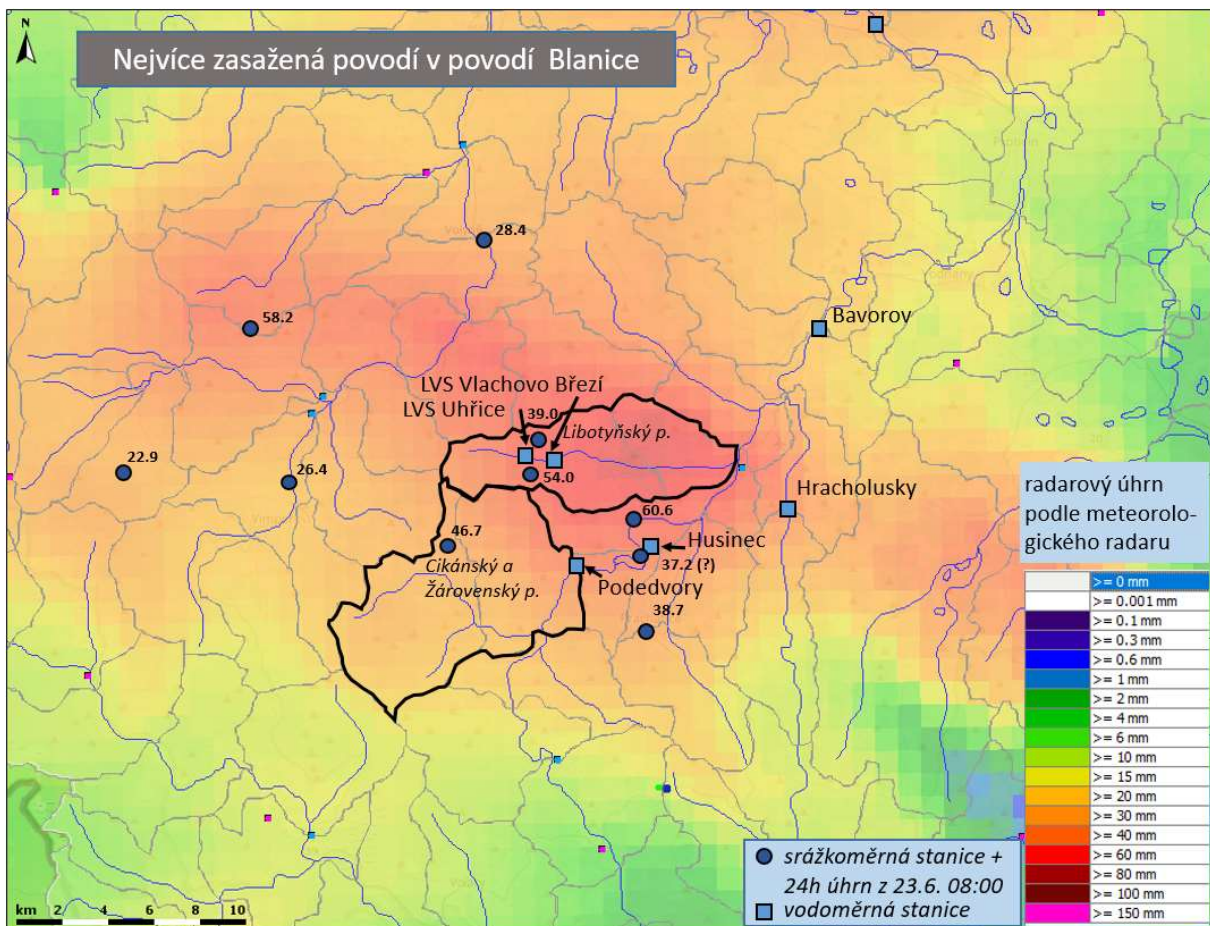 N
Nejvíce zasažená povodí v povodí Blanice
28.4
58.2
Bavorov
LVS Vlachovo Březí
LVS Uhřice
39.0
Libotyňský p.
22.9
26.4
54.0
60.6
Hracholusky
46.7
Husinec
37.2 (?)
Cikánský a
Žárovenský p.
Podedvory
38.7
radarový úhrn
podle meteorolo-
gického radaru
>= 0 mm
>= 0.001 mm
>= 0.1 mm
>= 0.3 mm
>= 0.6 mm
>= 1 mm
>= 2 mm
>= 4 mm
>= 6 mm
>= 10 mm
>= 15 mm
>= 20 mm
>= 30 mm
>= 40 mm
>= 60 mm
>= 80 mm
>= 100 mm
>= 150 mm
srážkoměrná stanice +
24h úhrn z 23.6. 08:00
vodoměrná stanice
km 2 4 6 8 10